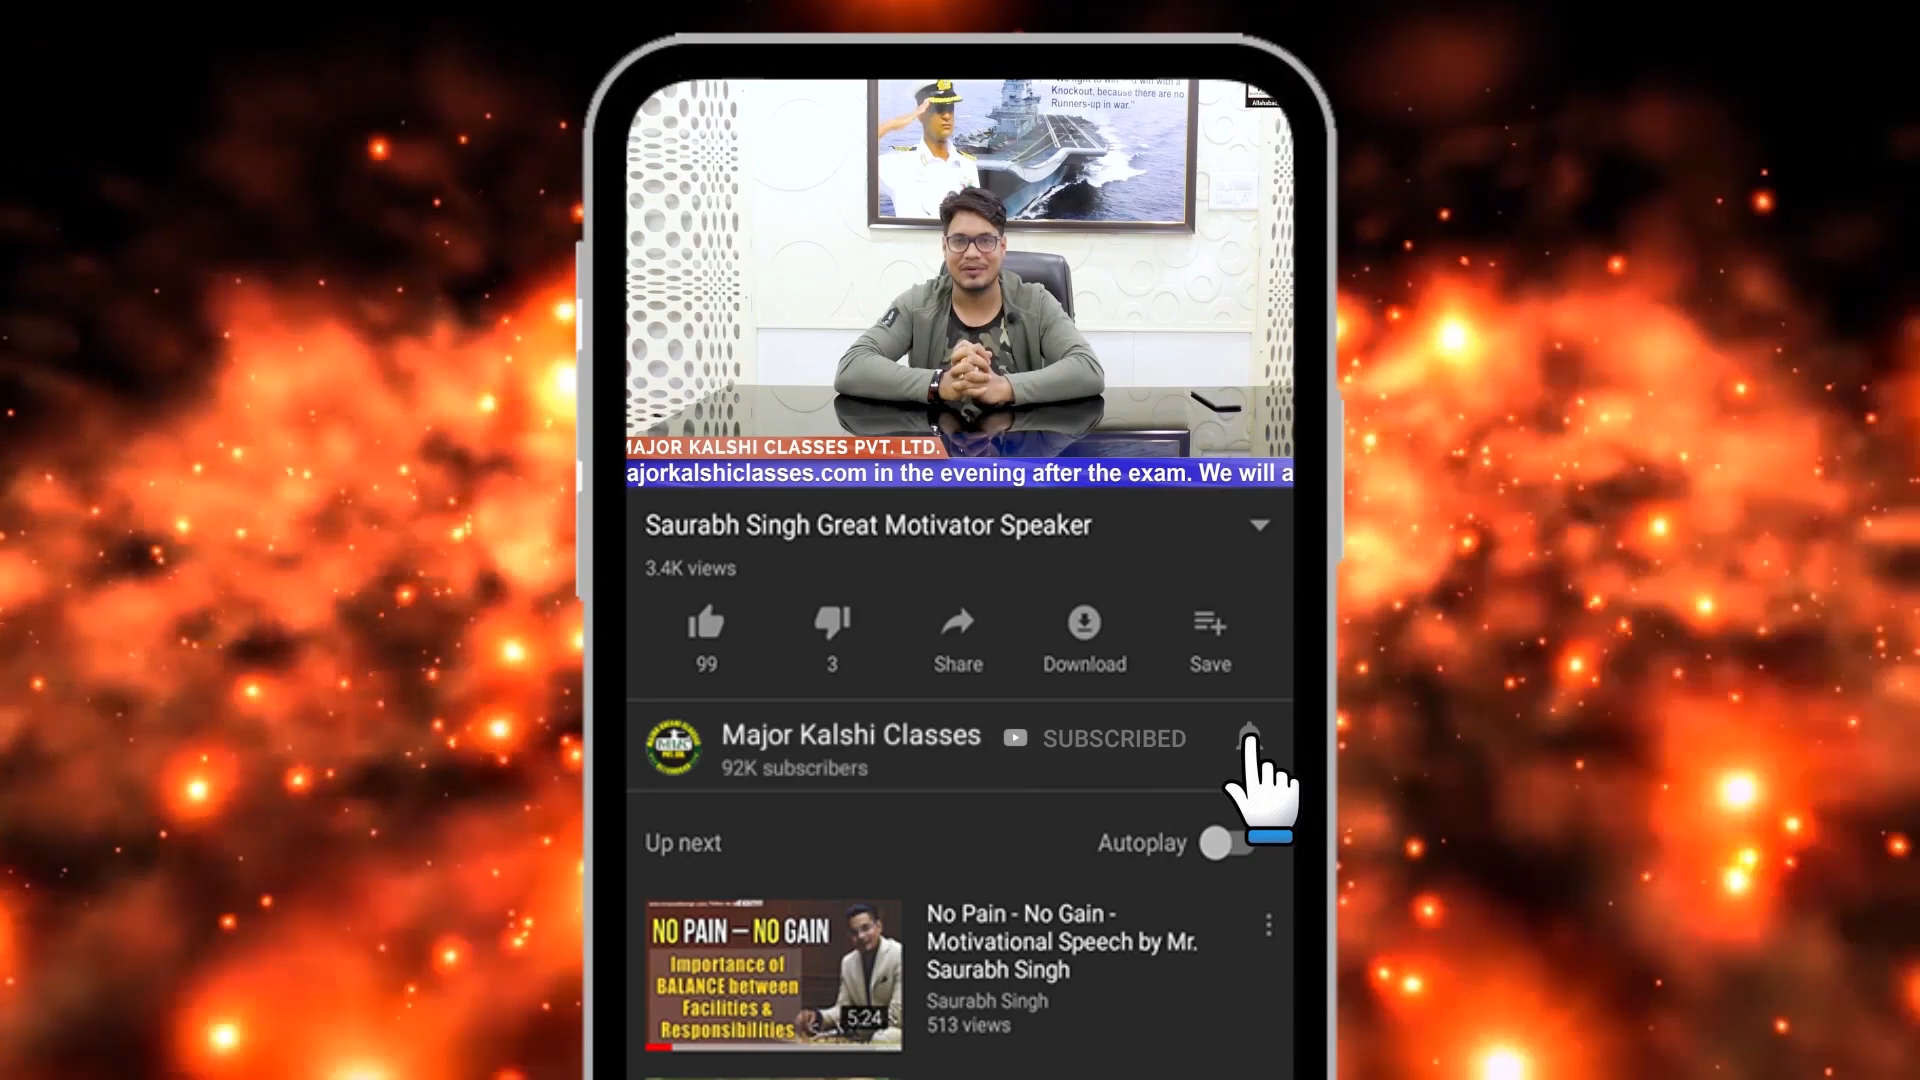 Knockout, because there are no
Runners-up in war."
Allahabad
MAJOR KALSHI CLASSES PVT. LTD.
ajorkalshiclasses.com in the evening after the exam. We will a
Saurabh Singh Great Motivator Speaker
3.4K views
99
3
Share
Download
Save
Major Kalshi Classes
SUBSCRIBED
92K subscribers
Up next
Autoplay
NO PAIN – NO GAIN
Importance of
BALANCE between
Facilities &
Responsibilities
5:24
No Pain - No Gain -
Motivational Speech by Mr.
Saurabh Singh
Saurabh Singh
513 views